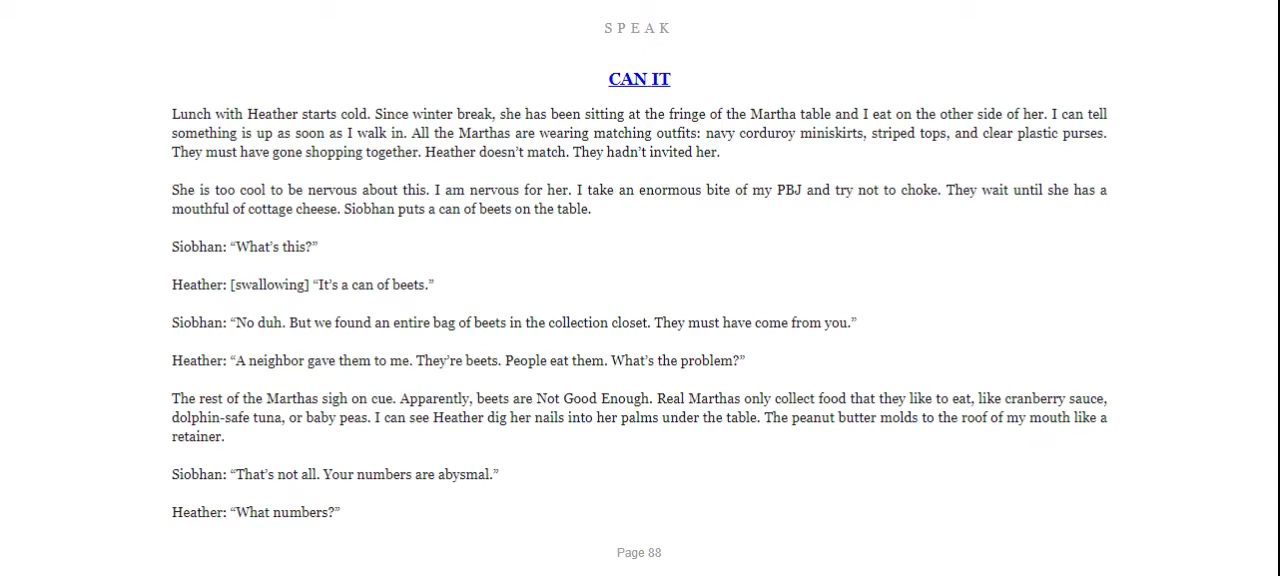 SPEAK
CAN IT
Lunch with Heather starts cold. Since winter break, she has been sitting at the fringe of the Martha table and I eat on the other side of her. I can tell
something is up as soon as I walk in. All the Marthas are wearing matching outfits: navy corduroy miniskirts, striped tops, and clear plastic purses.
They must have gone shopping together. Heather doesn’t match. They hadn’t invited her.
She is too cool to be nervous about this. I am nervous for her. I take an enormous bite of my PBJ and try not to choke. They wait until she has a
mouthful of cottage cheese. Siobhan puts a can of beets on the table.
Siobhan: “What’s this?”
Heather: [swallowing] “It’s a can of beets.”
Siobhan: “No duh. But we found an entire bag of beets in the collection closet. They must have come from you.”
Heather: “A neighbor gave them to me. They’re beets. People eat them. What’s the problem?”
The rest of the Marthas sigh on cue. Apparently, beets are Not Good Enough. Real Marthas only collect food that they like to eat, like cranberry sauce,
dolphin-safe tuna, or baby peas. I can see Heather dig her nails into her palms under the table. The peanut butter molds to the roof of my mouth like a
retainer.
Siobhan: “That’s not all. Your numbers are abysmal.”
Heather: “What numbers?”
Page 88